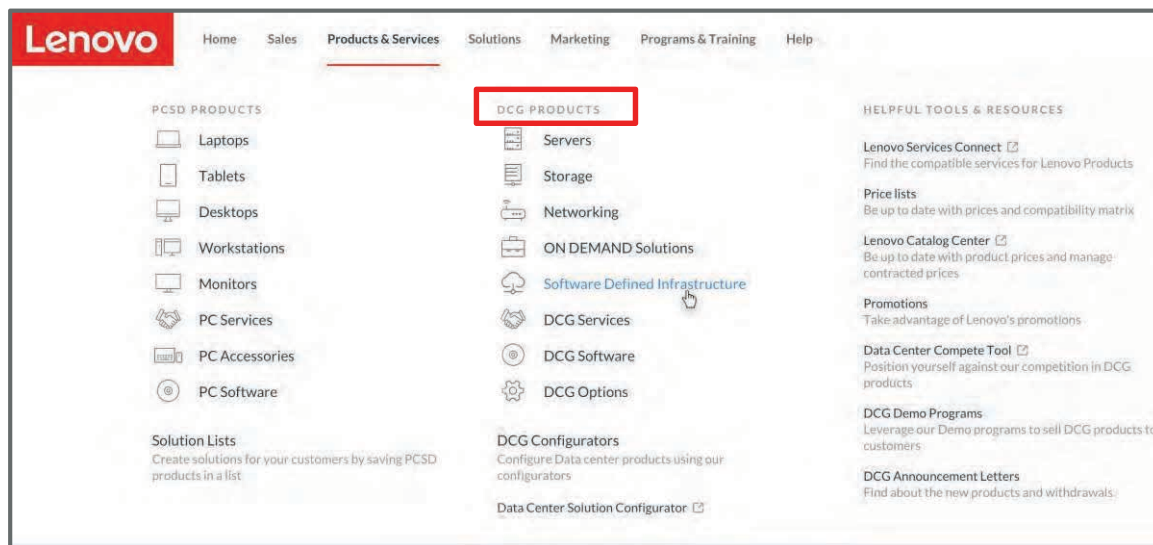 Lenovo
Home Sales Products & Services Solutions Marketing Programs & Training Help
PCSD PRODUCTS
Laptops
Tablets
Desktops
Workstations
Monitors
PC Services
PC Accessories
PC Software
Solution Lists
Create solutions for your customers by saving PCSD
products in a list
DCG PRODUCTS
Servers
Storage
Networking
ON DEMAND Solutions
Software Defined Infrastructure
DCG Services
DCG Software
DCG Options
DCG Configurators
Configure Data center products using our
configurators
Data Center Solution Configurator
HELPFUL TOOLS & RESOURCES
Lenovo Services Connect
Find the compatible services for Lenovo Products
Price lists
Be up to date with prices and compatibility matrix
Lenovo Catalog Center
Be up to date with product prices and manage
contracted prices
Promotions
Take advantage of Lenovo's promotions
Data Center Compete Tool
Position yourself against our competition in DCG
products
DCG Demo Programs
Leverage our Demo programs to sell DCG products to
customers
DCG Announcement Letters
Find about the new products and withdrawals.